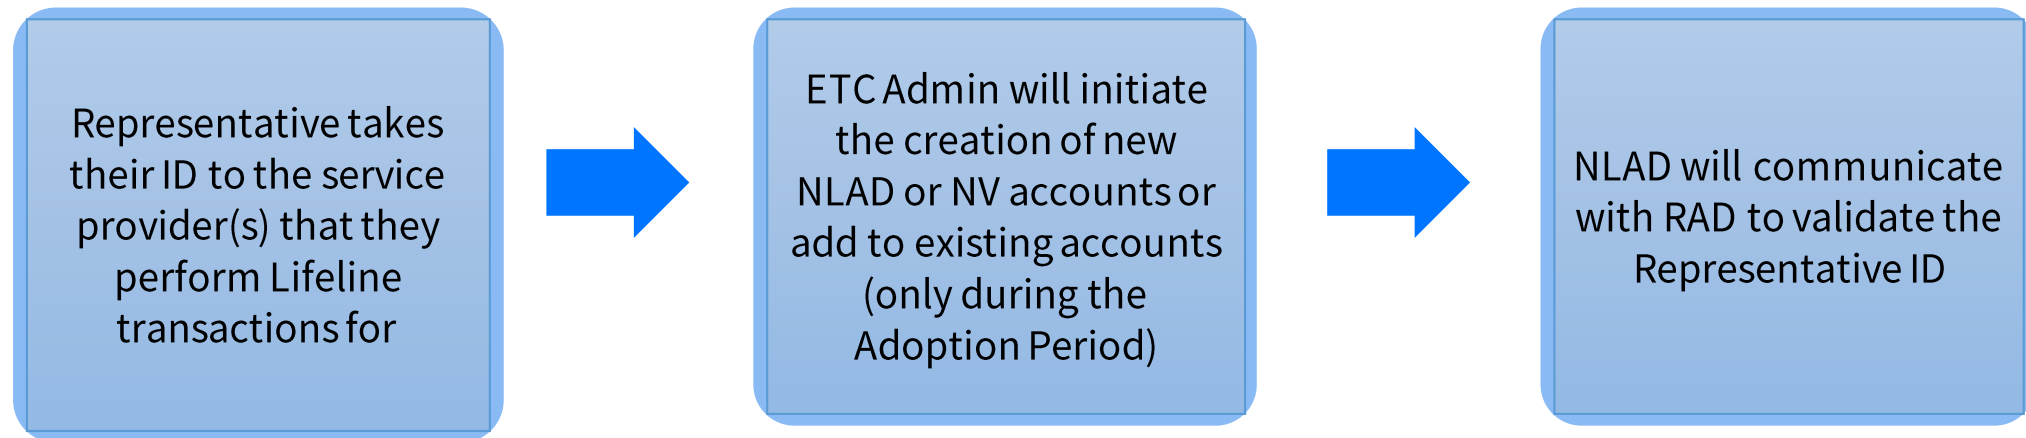 Representative takes
their ID to the service
provider(s) that they
perform Lifeline
transactions for
ETC Admin will initiate
the creation of new
NLAD or NV accounts or
add to existing accounts
(only during the
Adoption Period)
NLAD will communicate
with RAD to validate the
Representative ID